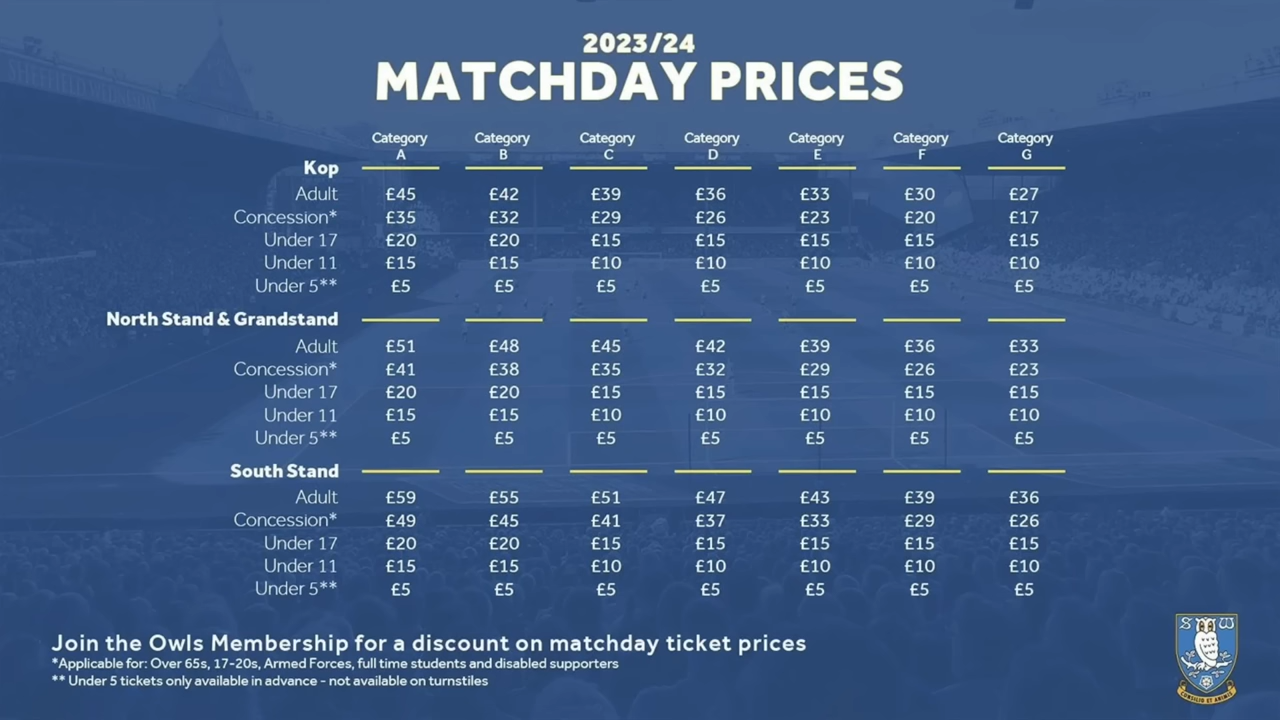 2023/24
MATCHDAY PRICES
Category A Category B Category C Category D Category E Category F Category G
Kop
Adult £45 £42 £39 £36 £33 £30 £27
Concession* £35 £32 £29 £26 £23 £20 £17
Under 17 £20 £20 £15 £15 £15 £15 £15
Under 11 £15 £15 £10 £10 £10 £10 £10
Under 5** £5 £5 £5 £5 £5 £5 £5
North Stand & Grandstand
Adult £51 £48 £45 £42 £39 £36 £33
Concession* £41 £38 £35 £32 £29 £26 £23
Under 17 £20 £20 £15 £15 £15 £15 £15
Under 11 £15 £15 £10 £10 £10 £10 £10
Under 5** £5 £5 £5 £5 £5 £5 £5
South Stand
Adult £59 £55 £51 £47 £43 £39 £36
Concession* £49 £45 £41 £37 £33 £29 £26
Under 17 £20 £20 £15 £15 £15 £15 £15
Under 11 £15 £15 £10 £10 £10 £10 £10
Under 5** £5 £5 £5 £5 £5 £5 £5
Join the Owls Membership for a discount on matchday ticket prices
*Applicable for: Over 65s, 17-20s, Armed Forces, full time students and disabled supporters
** Under 5 tickets only available in advance - not available on turnstiles
S W
CONSILIO ET ANIMIS